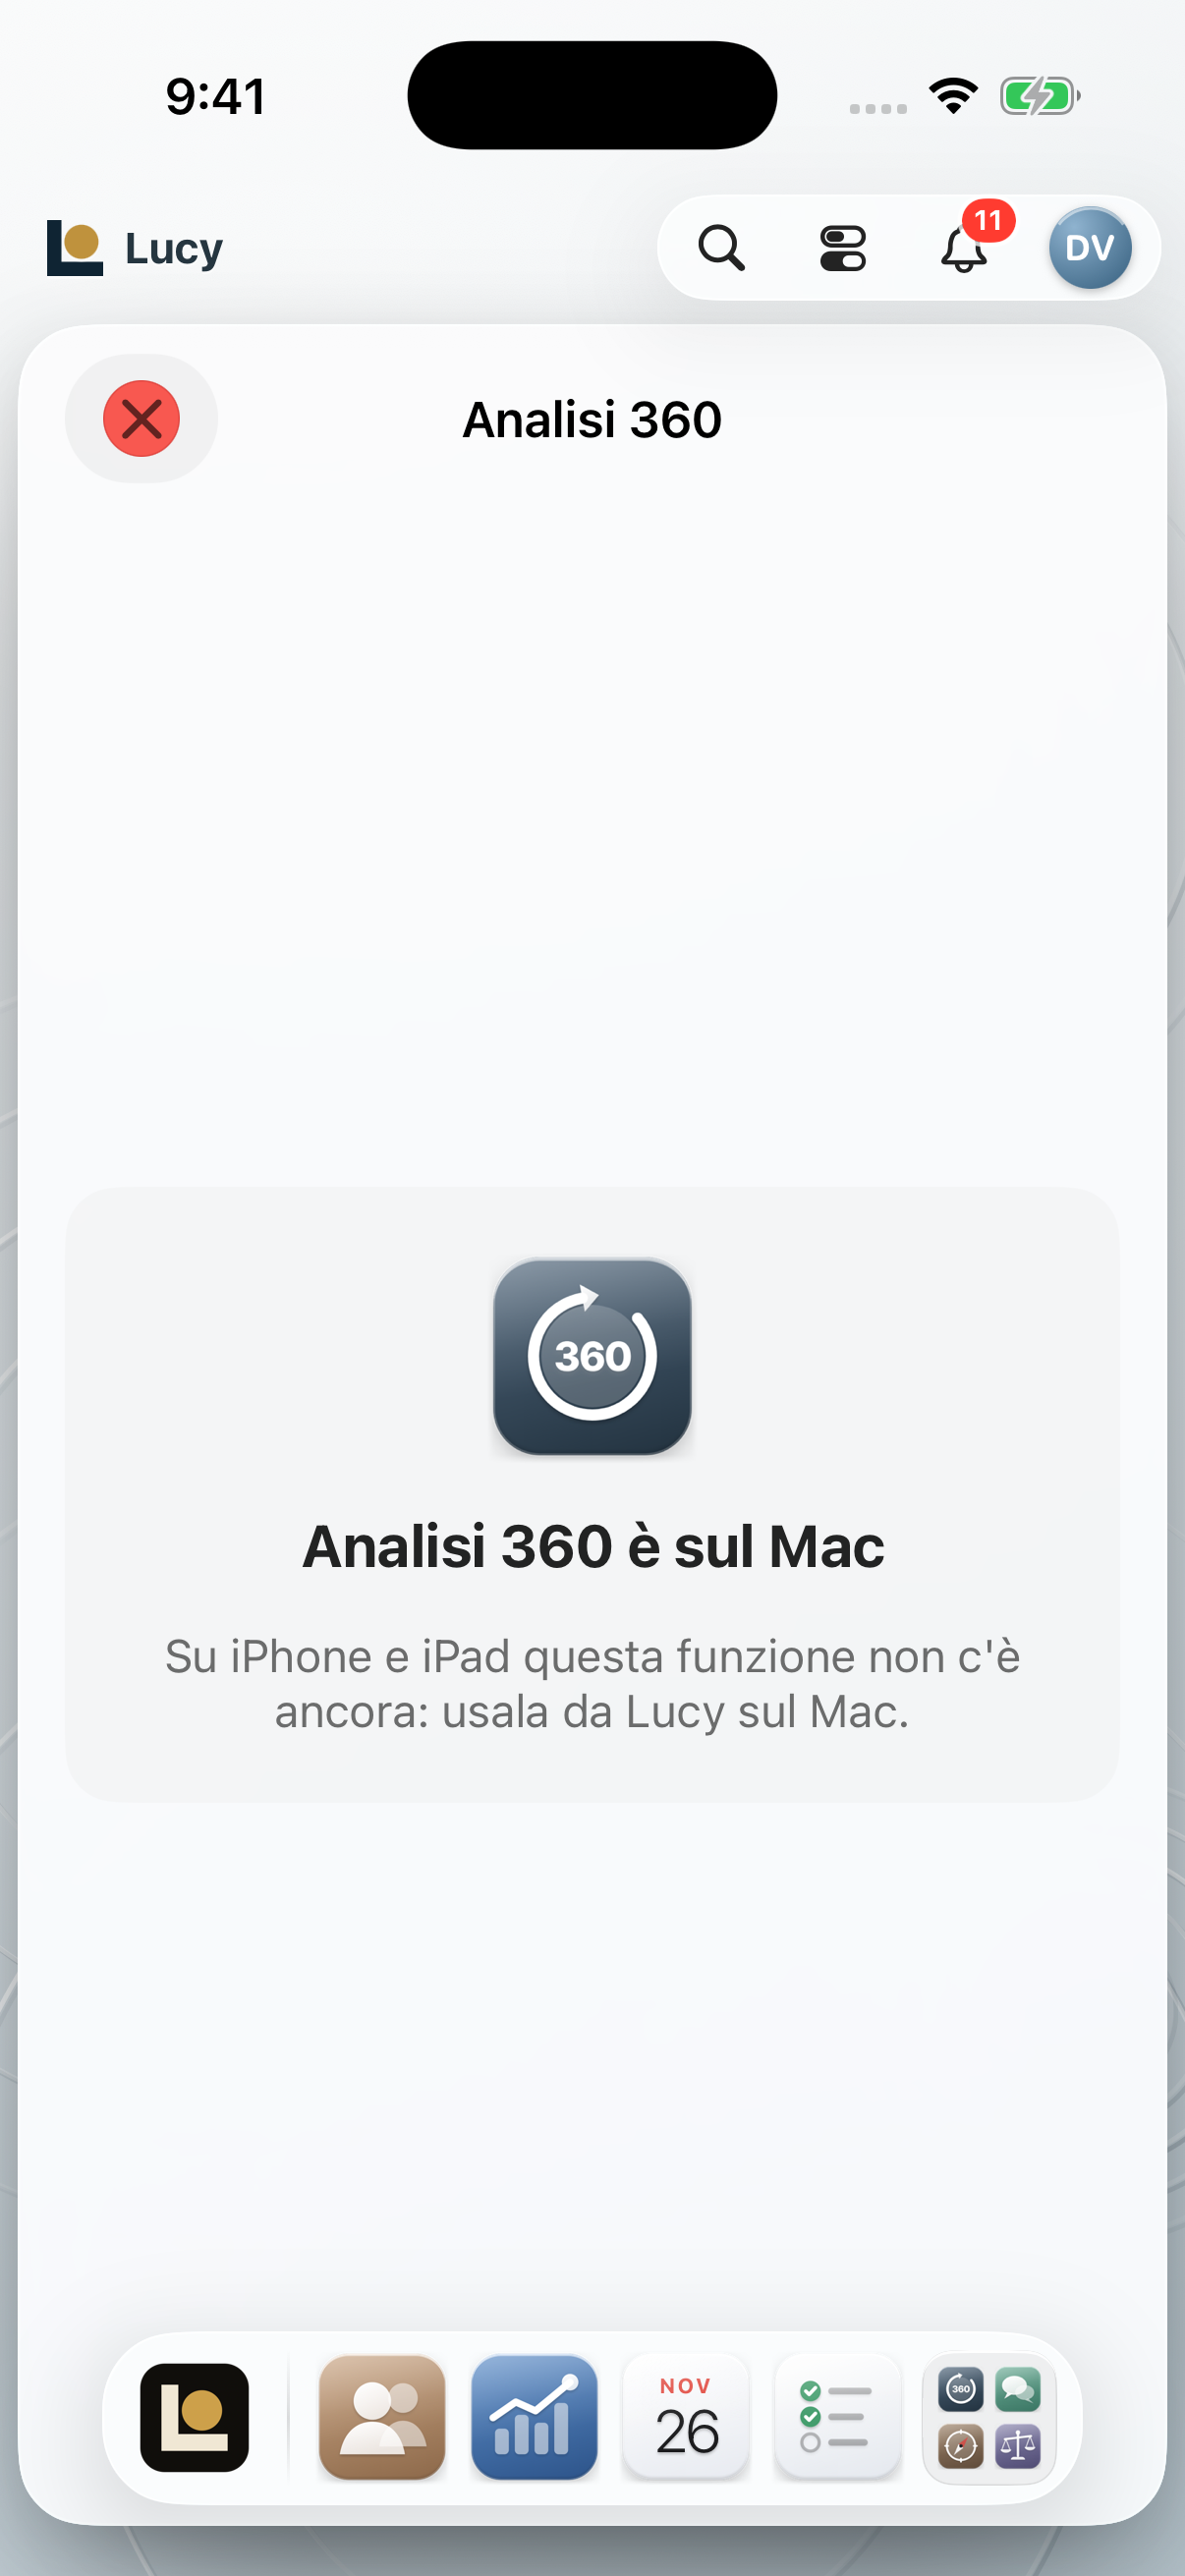 9:41
Lucy
11
DV
Analisi 360
360
Analisi 360 è sul Mac
Su iPhone e iPad questa funzione non c'è
ancora: usala da Lucy sul Mac.
NOV
26
360